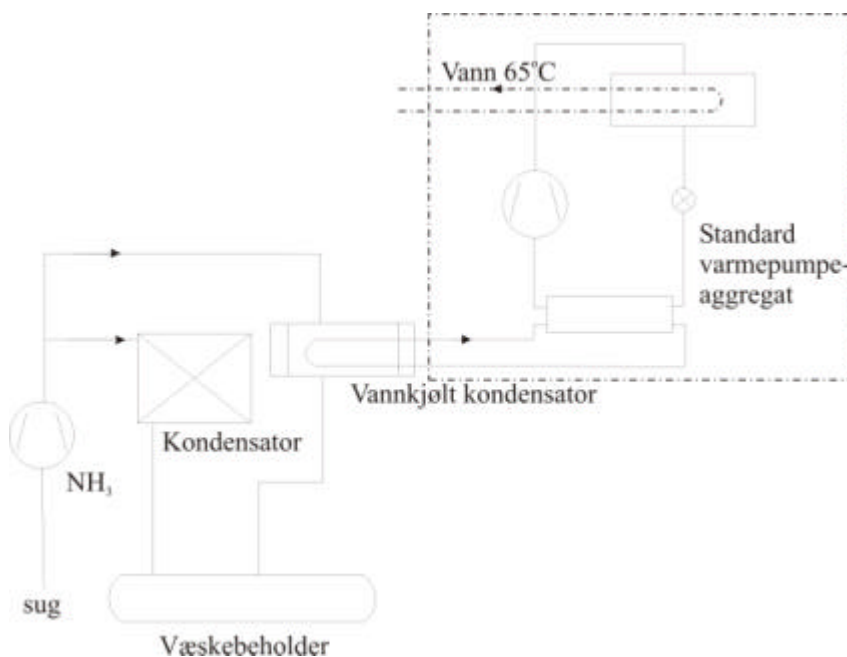 Vann 65°C
Standard
varmepumpe-
aggregat
Vannkjølt kondensator
Kondensator
NH₃
sug
Væskebeholder